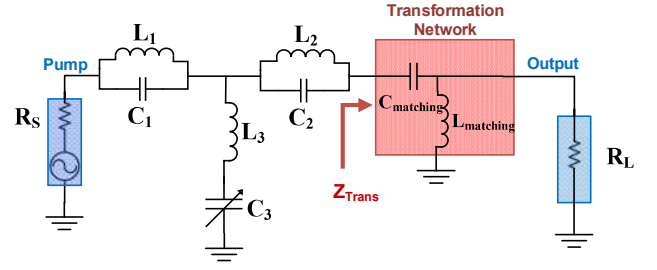 Transformation
Network
L1
L2
Pump
Output
C1
C2
Cmatching
Lmatching
RS
L3
RL
ZTrans
C3